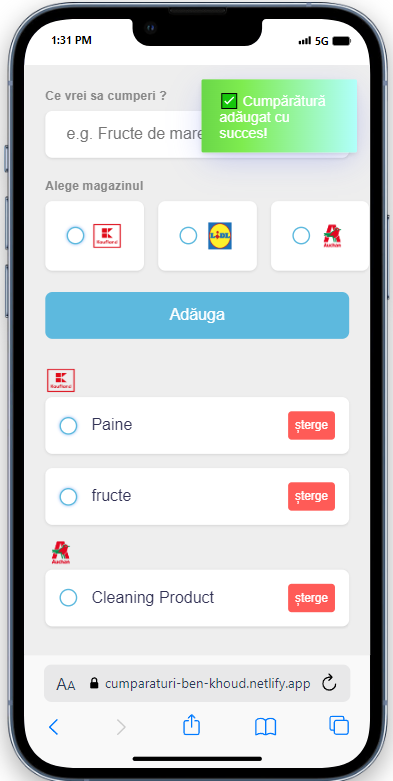 1:31 PM
5G
Ce vrei sa cumperi ?
✅ Cumpărătură
adăugat cu
succes!
e.g. Fructe de mare
Alege magazinul
Kaufland
LIDL
Auchan
Adăuga
Kaufland
Paine
șterge
fructe
șterge
Auchan
Cleaning Product
șterge
AA
cumparaturi-ben-khoud.netlify.app